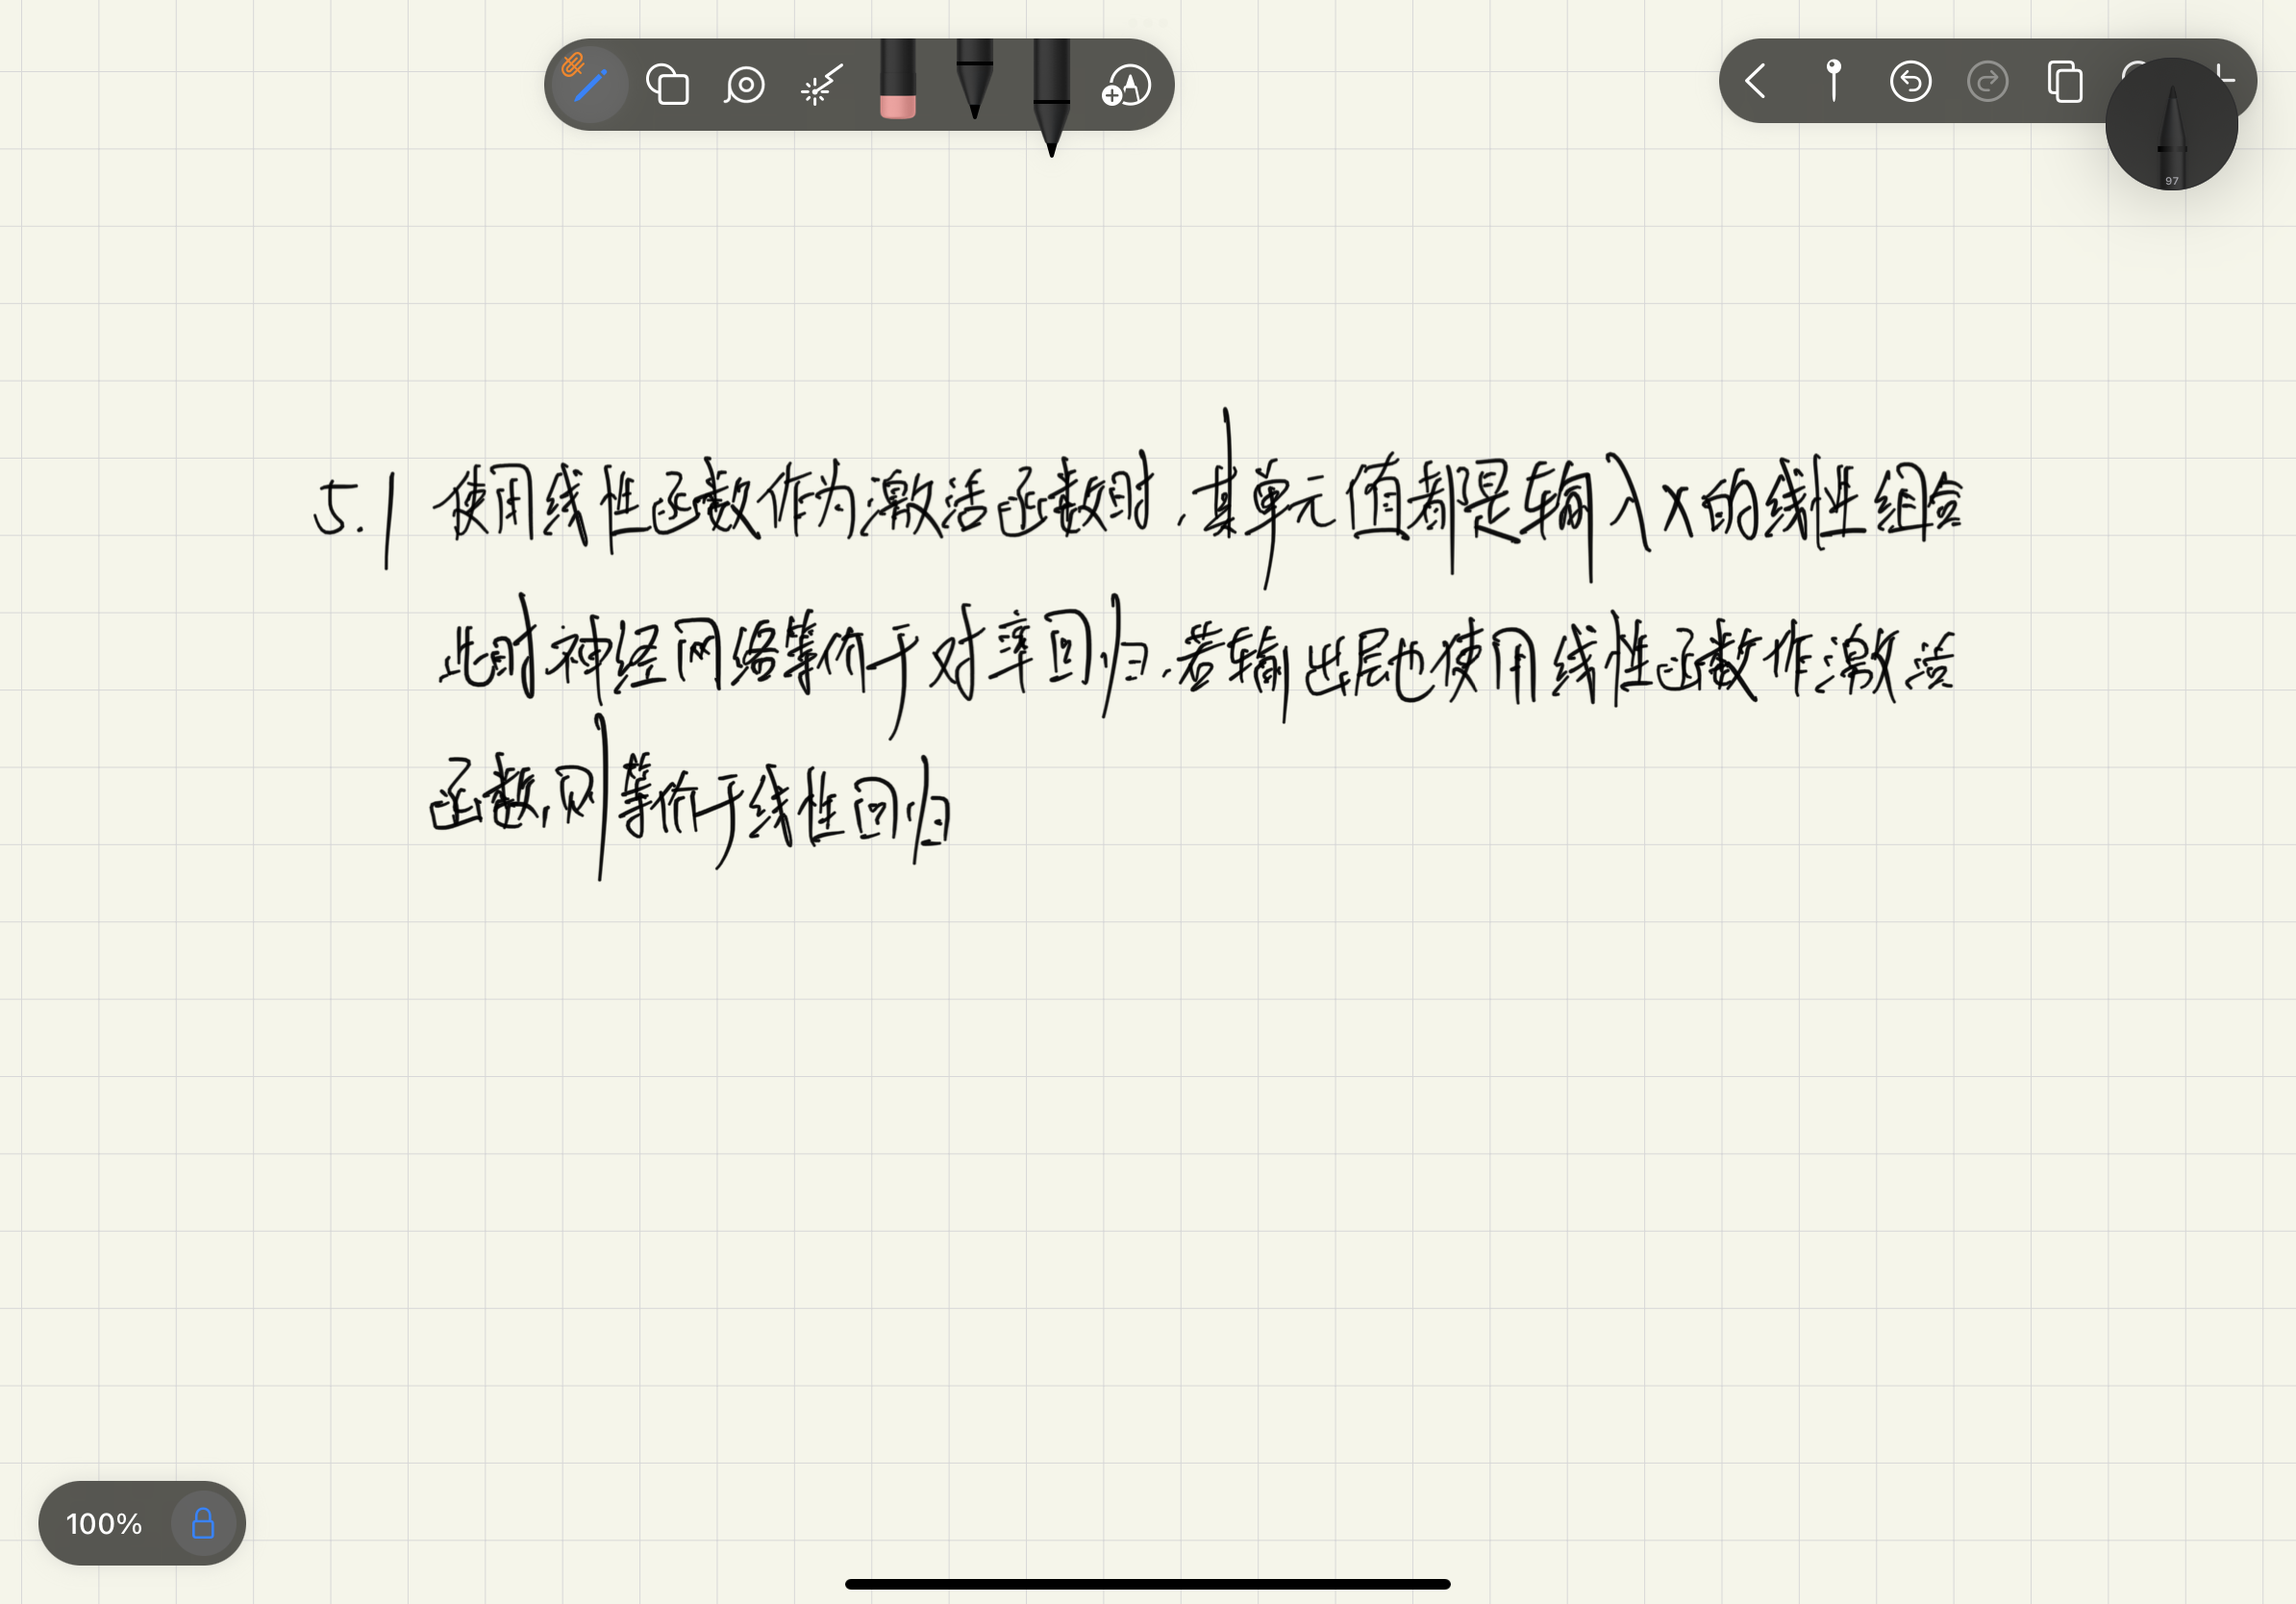 97
5.1 使用线性函数作为激活函数时,其单元值都是输入x的线性组合
此时神经网络等价于对率回归.若输出层也使用线性函数作激活
函数,则等价于线性回归
100%